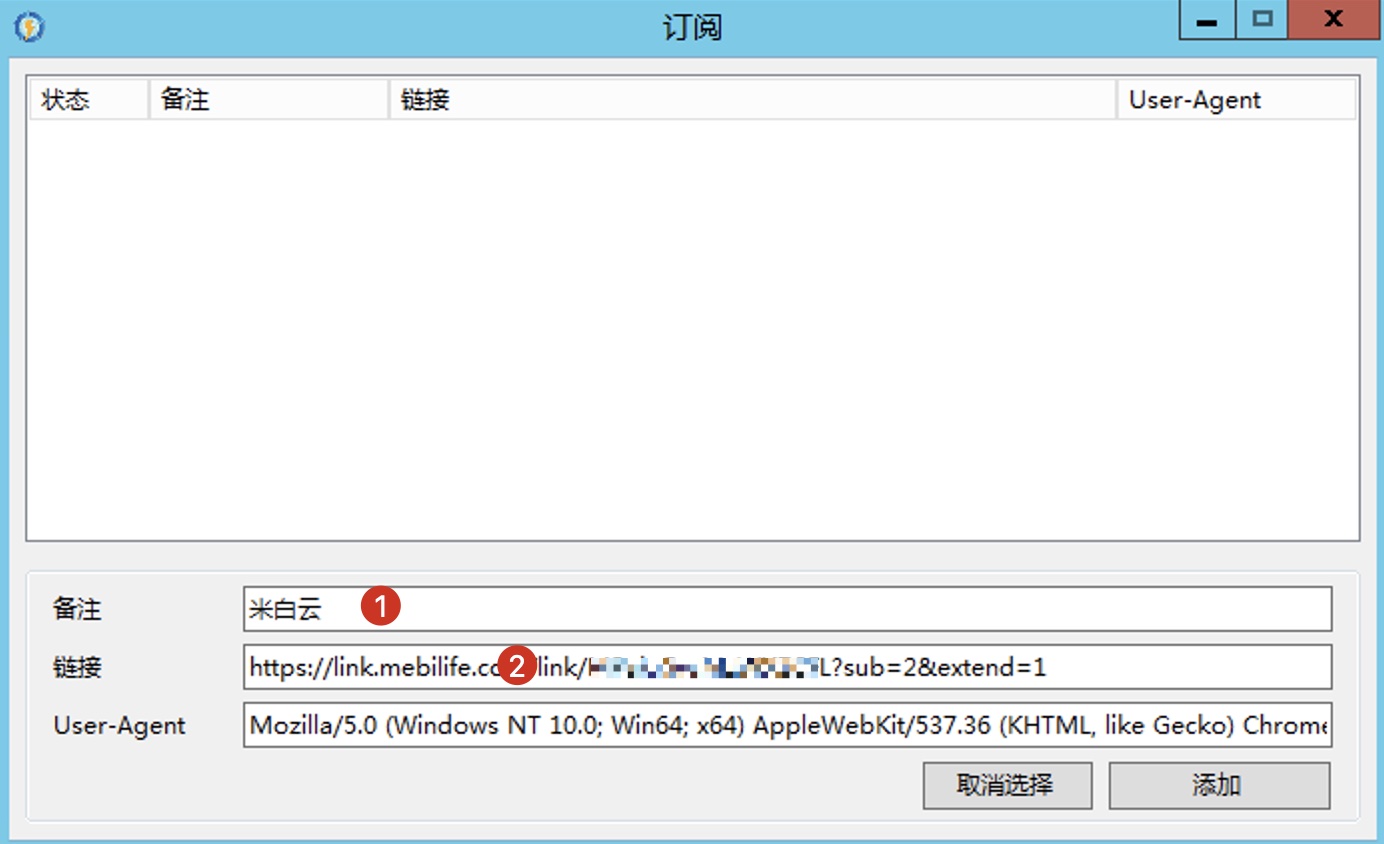 订阅
状态 备注 链接 User-Agent
备注 米白云 1
链接 https://link.mebilife.co 2 link/ L?sub=2&extend=1
User-Agent Mozilla/5.0 (Windows NT 10.0; Win64; x64) AppleWebKit/537.36 (KHTML, like Gecko) Chrome
取消选择 添加